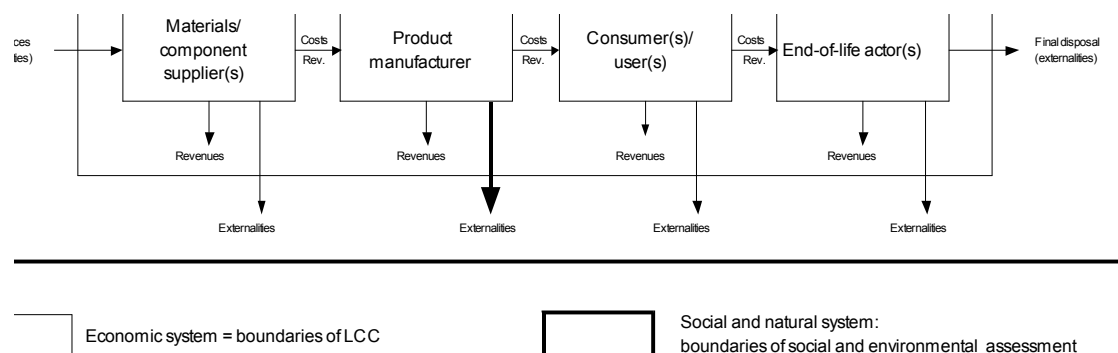 Materials/
component
supplier(s)
Costs
Rev.
Product
manufacturer
Costs
Rev.
Consumer(s)/
user(s)
Costs
Rev.
End-of-life actor(s)
Final disposal
(externalities)
Revenues
Revenues
Revenues
Revenues
Externalities
Externalities
Externalities
Externalities
Economic system = boundaries of LCC
Social and natural system:
boundaries of social and environmental assessment